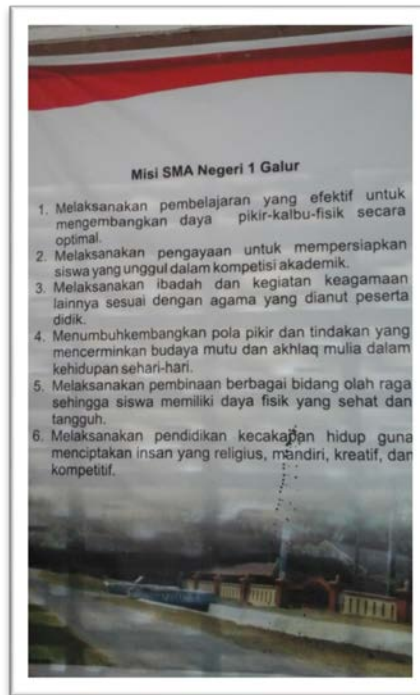 Misi SMA Negeri 1 Galur
1. Melaksanakan pembelajaran yang efektif untuk
mengembangkan daya pikir-kalbu-fisik secara
optimal.
2. Melaksanakan pengayaan untuk mempersiapkan
siswa yang unggul dalam kompetisi akademik.
3. Melaksanakan ibadah dan kegiatan keagamaan
lainnya sesuai dengan agama yang dianut peserta
didik.
4. Menumbuhkembangkan pola pikir dan tindakan yang
mencerminkan budaya mutu dan akhlaq mulia dalam
kehidupan sehari-hari.
5. Melaksanakan pembinaan berbagai bidang olah raga
sehingga siswa memiliki daya fisik yang sehat dan
tangguh.
6. Melaksanakan pendidikan kecakapan hidup guna
menciptakan insan yang religius, mandiri, kreatif, dan
kompetitif.